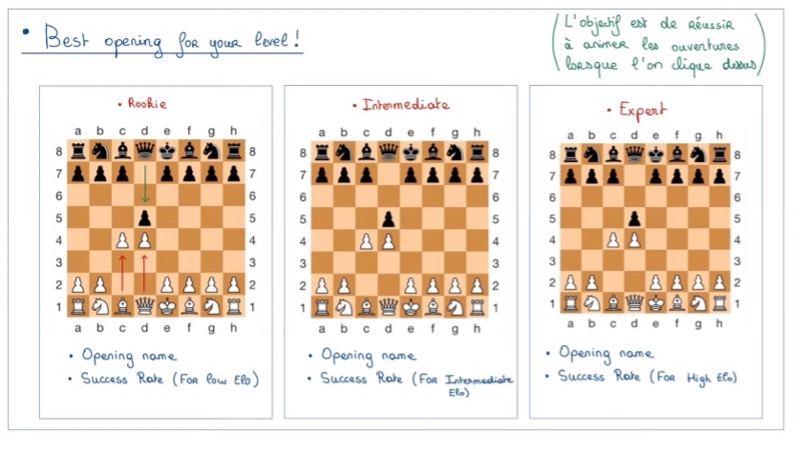 • Best opening for your level!
(L'objectif est de réussir
à animer les ouvertures
lorsque l'on clique dessus)
• Rookie
a b c d e f g h
8 8
7 7
6 6
5 5
4 4
3 3
2 2
1 1
a b c d e f g h
• Opening name
• Success Rate (For low Elo)
• Intermediate
a b c d e f g h
8 8
7 7
6 6
5 5
4 4
3 3
2 2
1 1
a b c d e f g h
• Opening name
• Success Rate (For Intermediate
Elo)
• Expert
a b c d e f g h
8 8
7 7
6 6
5 5
4 4
3 3
2 2
1 1
a b c d e f g h
• Opening name
• Success Rate (For High Elo)